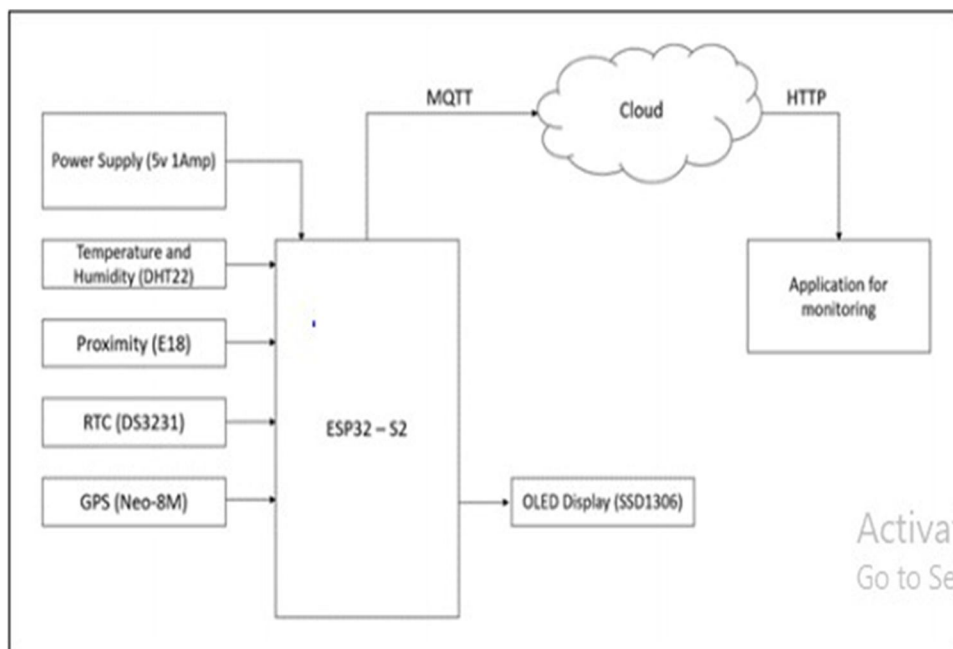 MQTT
Cloud
HTTP
Power Supply (5v 1Amp)
Temperature and
Humidity (DHT22)
Application for
monitoring
Proximity (E18)
RTC (DS3231)
ESP32 – S2
GPS (Neo-8M)
OLED Display (SSD1306)
Activa
Go to Se